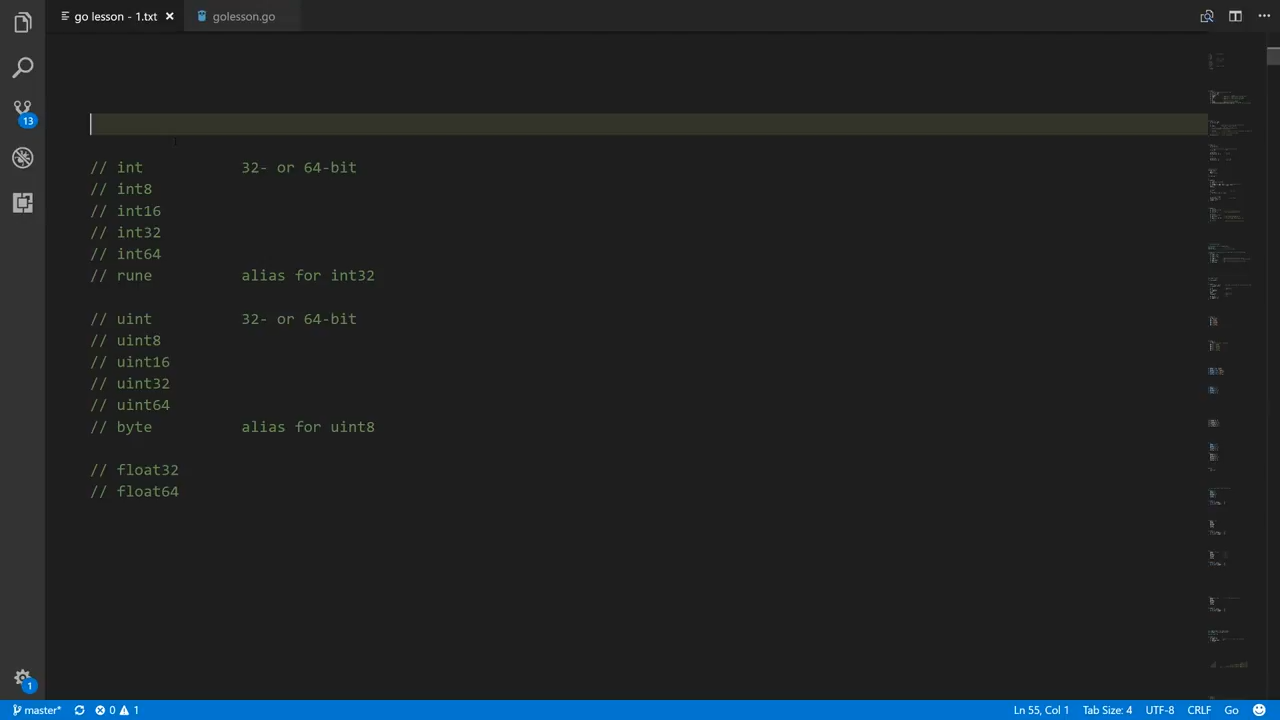 go lesson - 1.txt
golesson.go
13
// int 32- or 64-bit
// int8
// int16
// int32
// int64
// rune alias for int32
// uint 32- or 64-bit
// uint8
// uint16
// uint32
// uint64
// byte alias for uint8
// float32
// float64
1
master* 0 1 Ln 55, Col 1 Tab Size: 4 UTF-8 CRLF Go